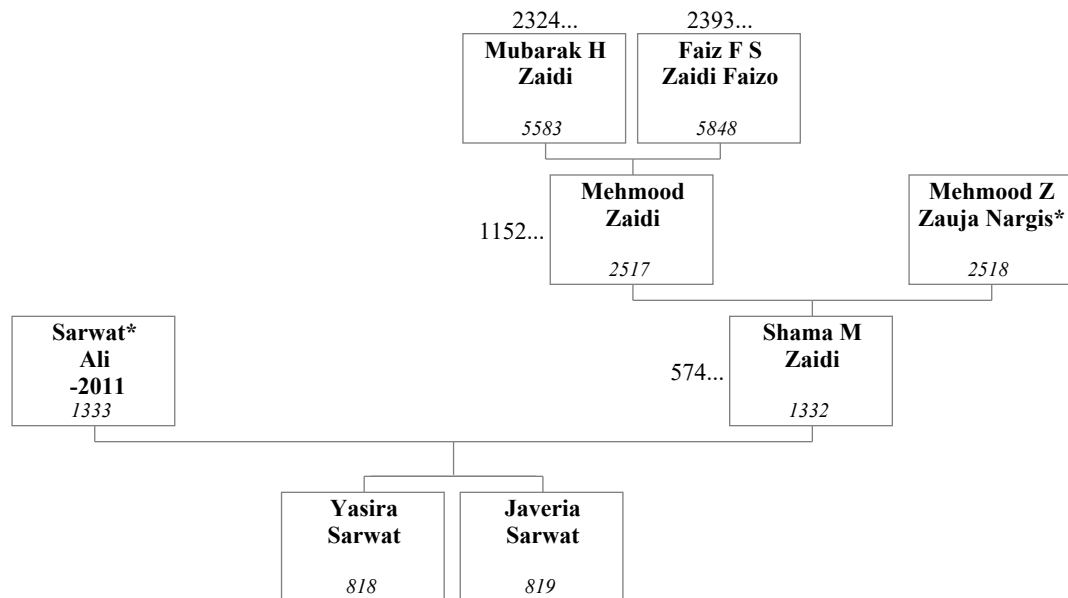 2324...
2393...
Mubarak H
Zaidi
5583
Faiz F S
Zaidi Faizo
5848
Mehmood
Zaidi
2517
1152...
Mehmood Z
Zauja Nargis*
2518
Sarwat*
Ali
-2011
1333
Shama M
Zaidi
1332
574...
Yasira
Sarwat
818
Javeria
Sarwat
819